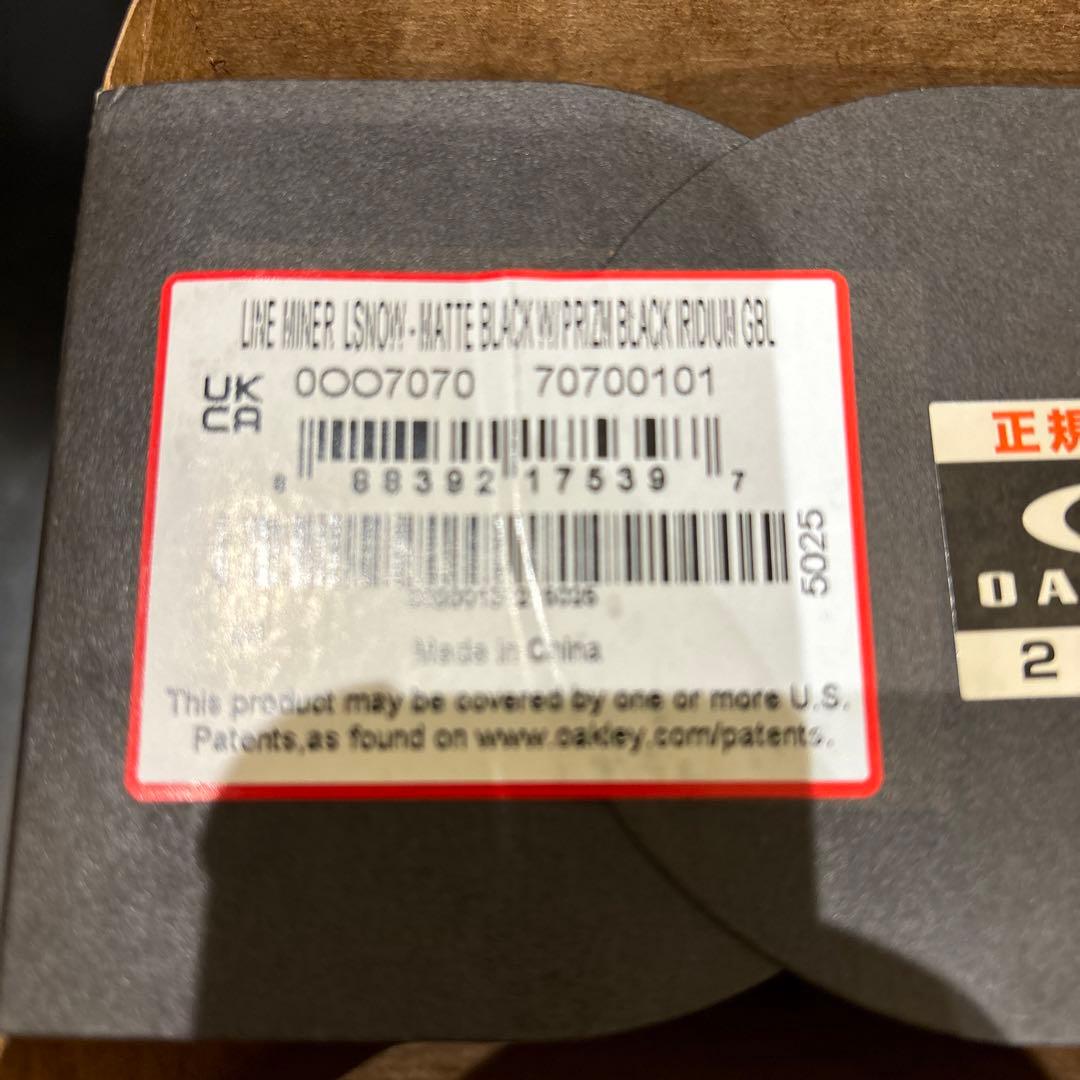 LINE MINER LSNOW - MATTE BLACK W/PRIZM BLACK IRIDIUM GBL
UK
CA
0OO7070 70700101
8 88392 17539 7
5025
Made in China
This product may be covered by one or more U.S.
Patents,as found on www.oakley.com/patents.
正規
OA
2